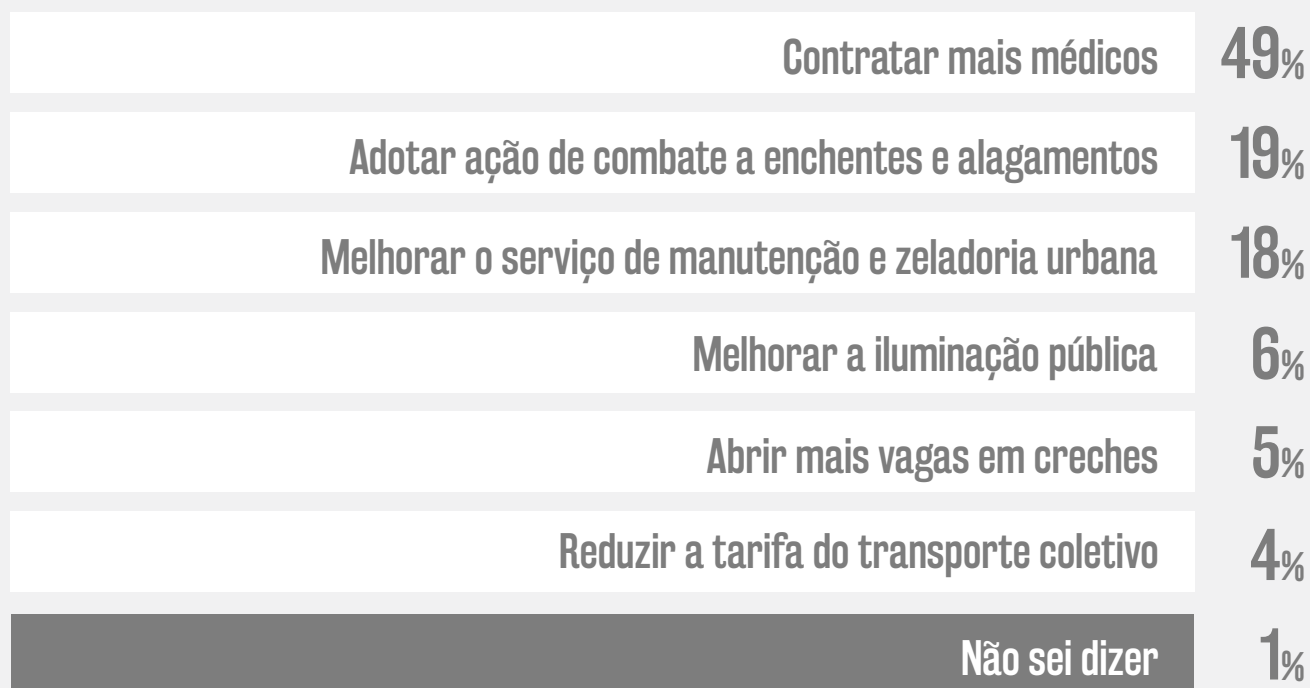 Contratar mais médicos 49%
Adotar ação de combate a enchentes e alagamentos 19%
Melhorar o serviço de manutenção e zeladoria urbana 18%
Melhorar a iluminação pública 6%
Abrir mais vagas em creches 5%
Reduzir a tarifa do transporte coletivo 4%
Não sei dizer 1%